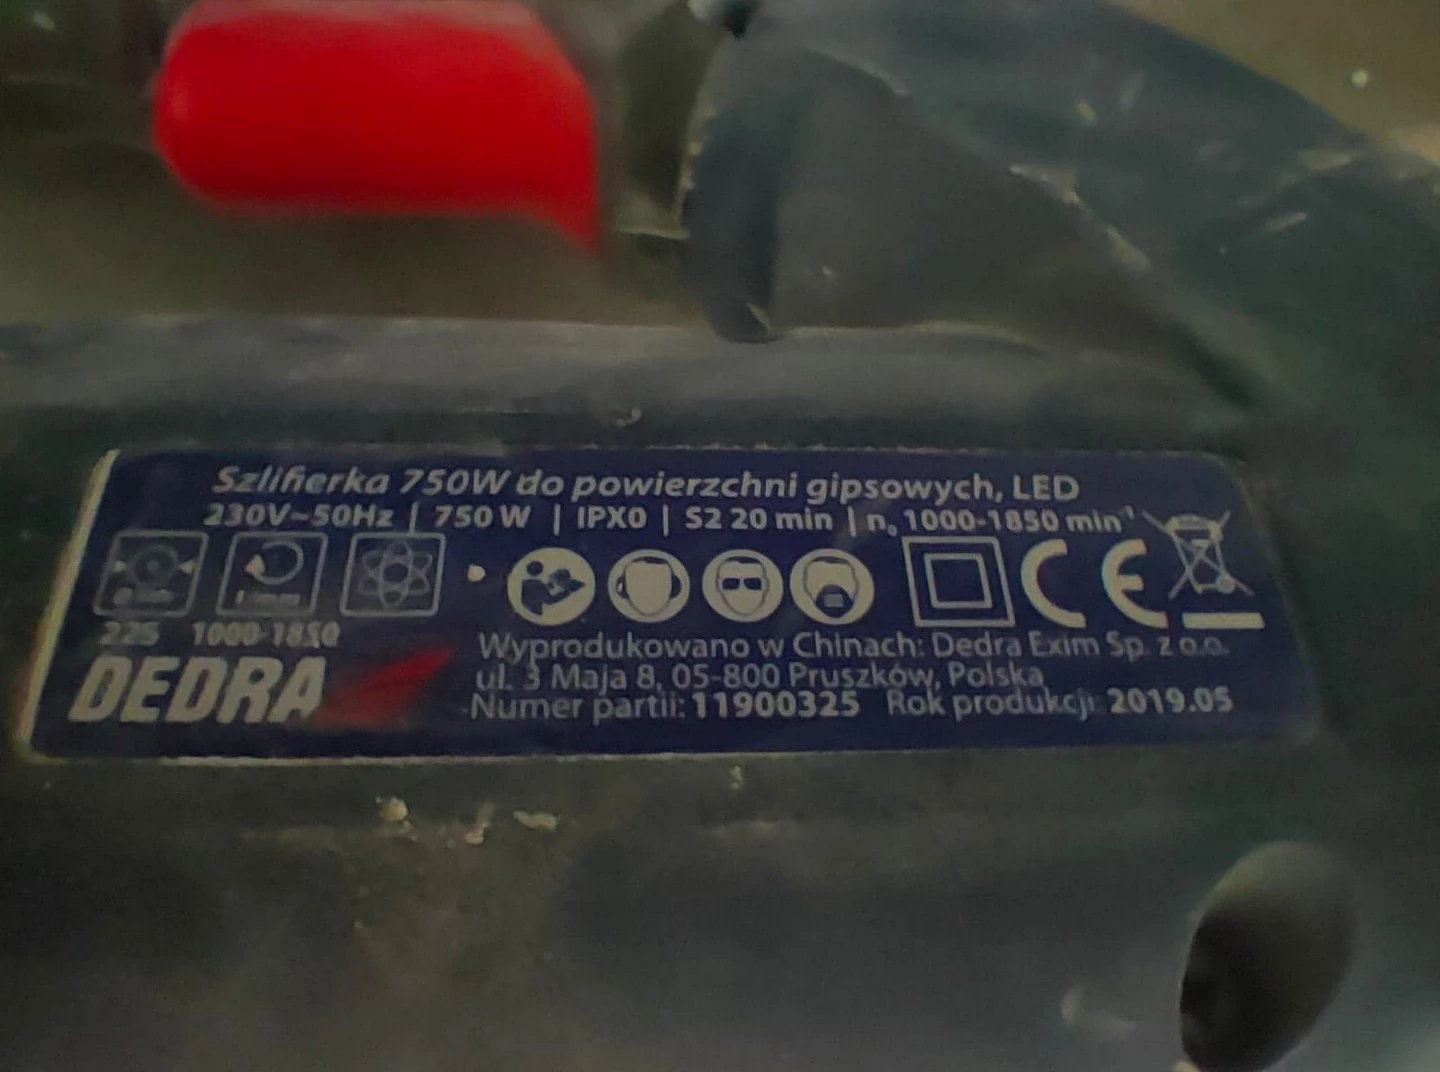 Szlifierka 750W do powierzchni gipsowych, LED
230V~50Hz | 750 W | IPX0 | S2 20 min | n₀ 1000-1850 min⁻¹
225 1000-1850
CE
DEDRA
Wyprodukowano w Chinach: Dedra Exim Sp. z o.o.
ul. 3 Maja 8, 05-800 Pruszków, Polska
Numer partii: 11900325 Rok produkcji: 2019.05